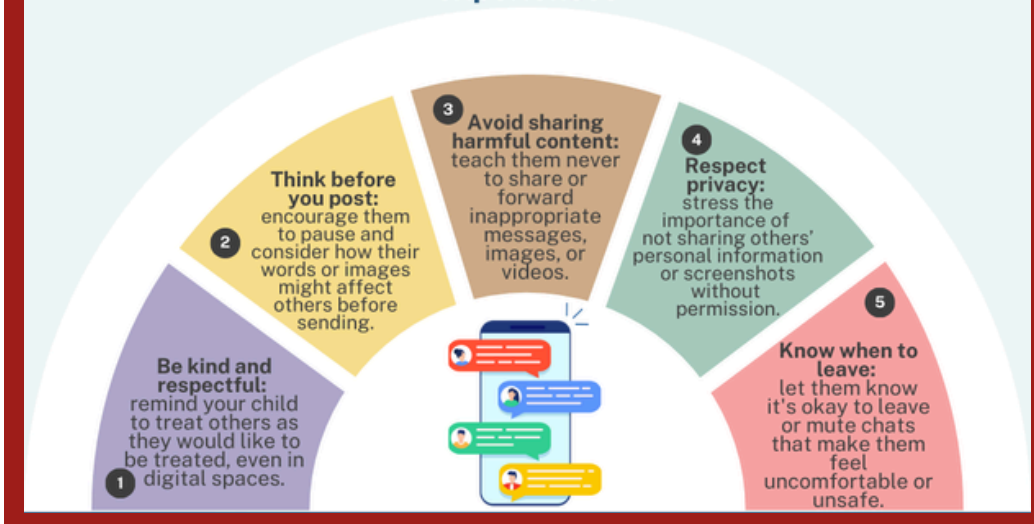 1
Be kind and
respectful:
remind your child
to treat others as
they would like to
be treated, even in
digital spaces.
2
Think before
you post:
encourage them
to pause and
consider how their
words or images
might affect
others before
sending.
3
Avoid sharing
harmful content:
teach them never
to share or
forward
inappropriate
messages,
images, or
videos.
4
Respect
privacy:
stress the
importance of
not sharing others'
personal information
or screenshots
without
permission.
5
Know when to
leave:
let them know
it's okay to leave
or mute chats
that make them
feel
uncomfortable or
unsafe.